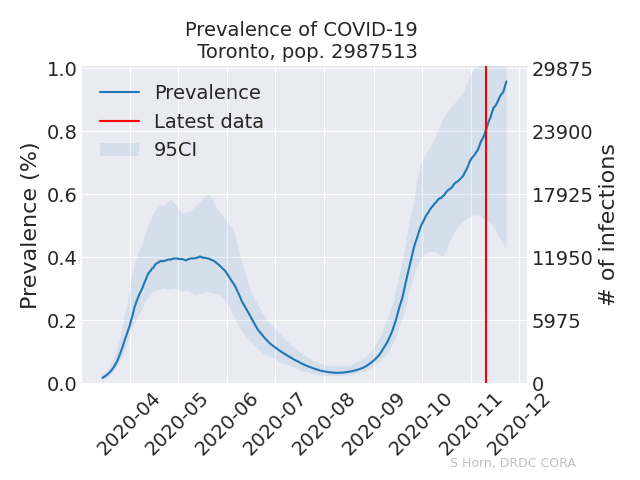 Prevalence of COVID-19
Toronto, pop. 2987513
Prevalence (%)
1.0
0.8
0.6
0.4
0.2
0.0
Prevalence
Latest data
95CI
29875
23900
17925
11950
5975
0
# of infections
2020-04
2020-05
2020-06
2020-07
2020-08
2020-09
2020-10
2020-11
2020-12
S Horn, DRDC CORA